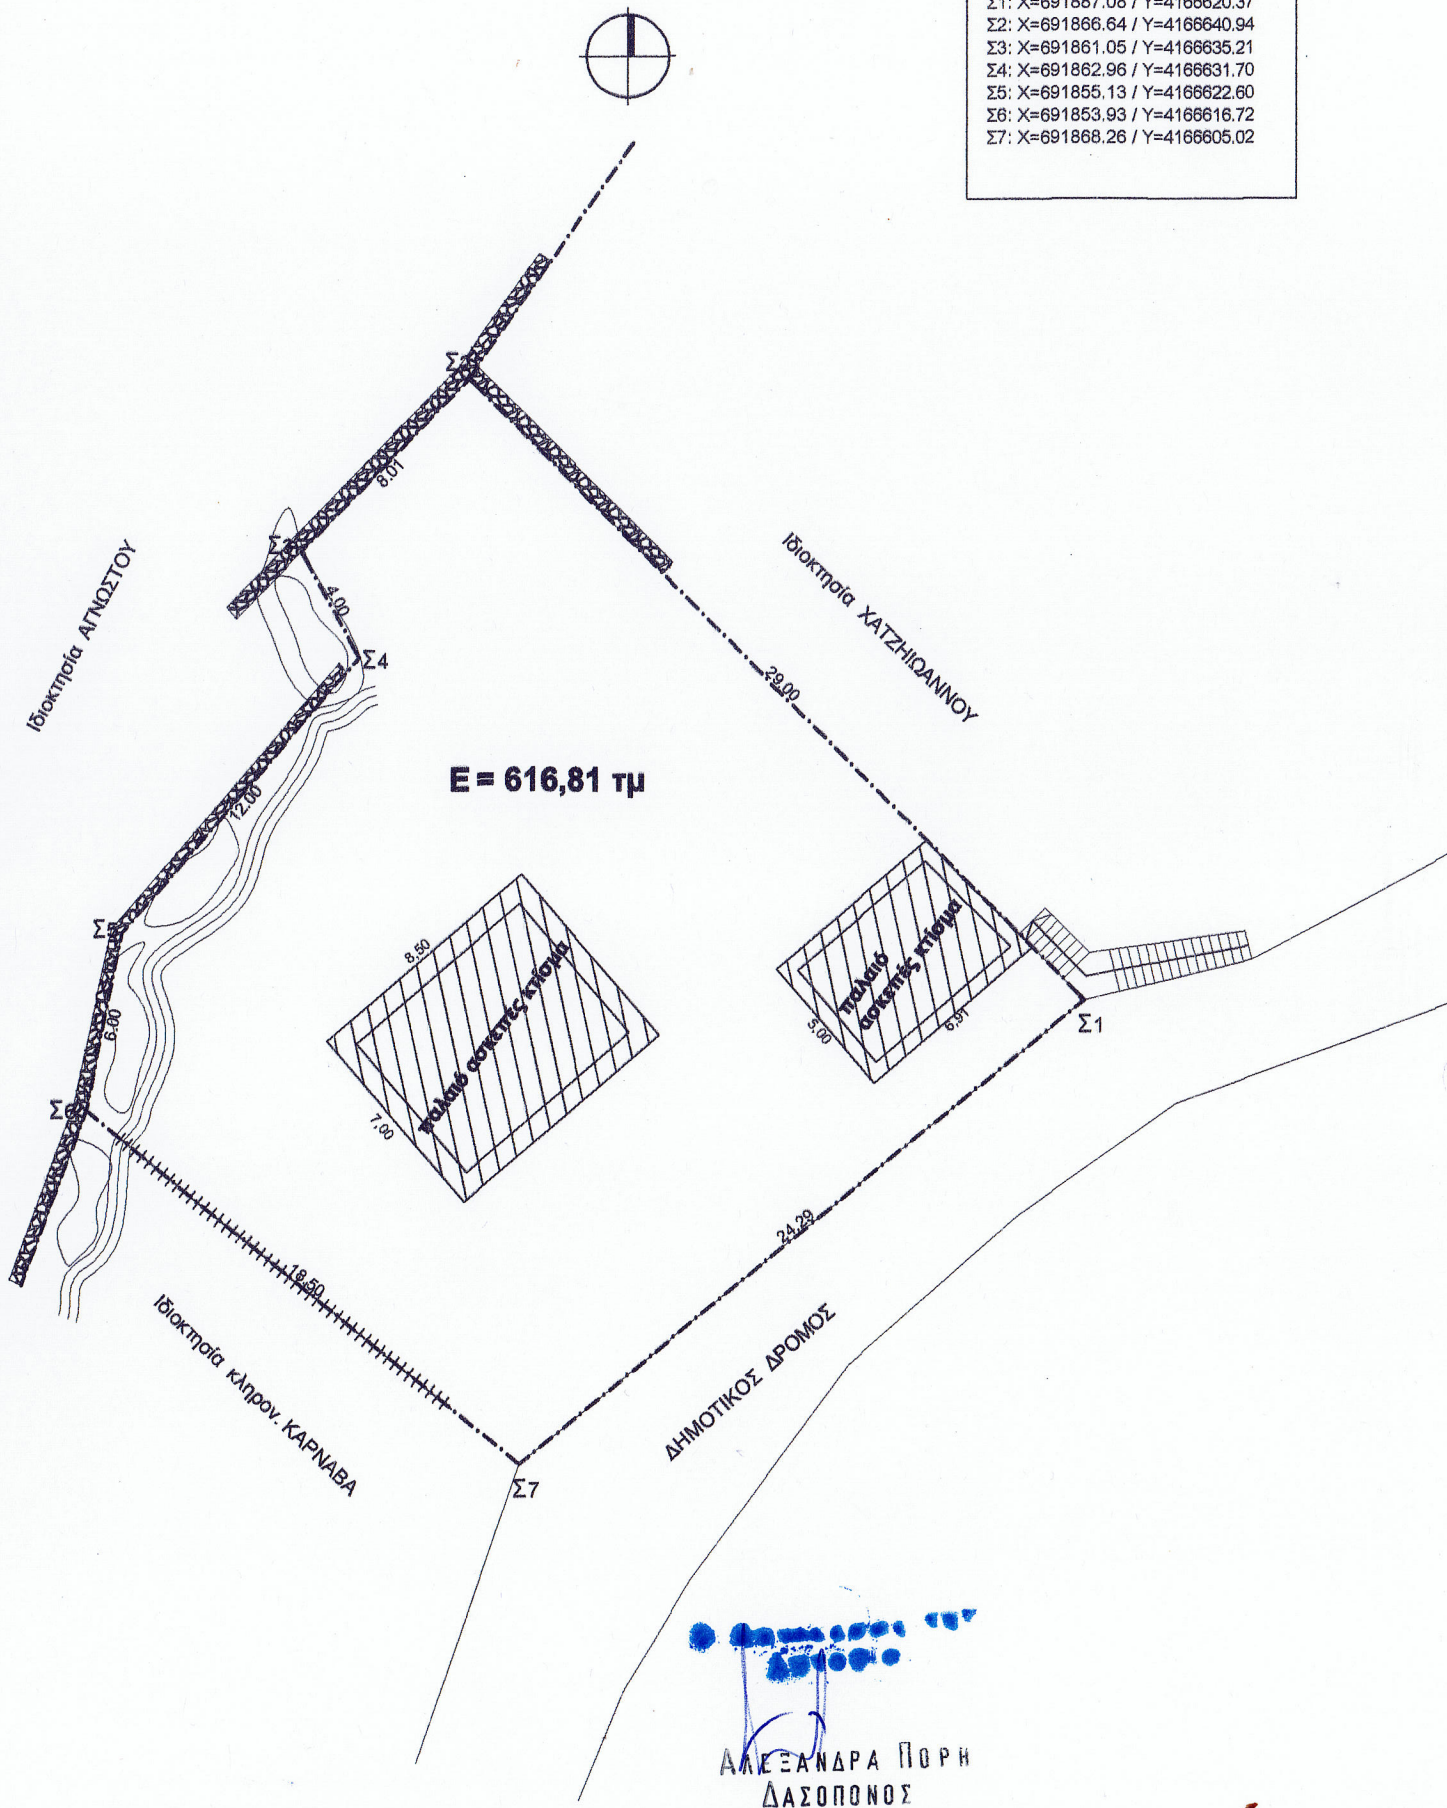 Σ1: X=691887.08 / Y=4166620.37
Σ2: X=691866.64 / Y=4166640.94
Σ3: X=691861.05 / Y=4166635.21
Σ4: X=691862.96 / Y=4166631.70
Σ5: X=691855.13 / Y=4166622.60
Σ6: X=691853.93 / Y=4166616.72
Σ7: X=691868.26 / Y=4166605.02
8.01
4.00
Σ4
Ιδιοκτησία ΑΓΝΩΣΤΟΥ
Ιδιοκτησία ΧΑΤΖΗΙΩΑΝΝΟΥ
29.00
E = 616,81 τμ
12.00
Σ5
8,50
παλαιό ασκεπές κτίσμα
7,00
παλαιό
ασκεπές κτίσμα
5,00
6,91
Σ1
6.00
Σ6
18,50
24,29
Ιδιοκτησία κληρον. ΚΑΡΝΑΒΑ
ΔΗΜΟΤΙΚΟΣ ΔΡΟΜΟΣ
Σ7
ΑΛΕΞΑΝΔΡΑ ΠΟΡΗ
ΔΑΣΟΠΟΝΟΣ